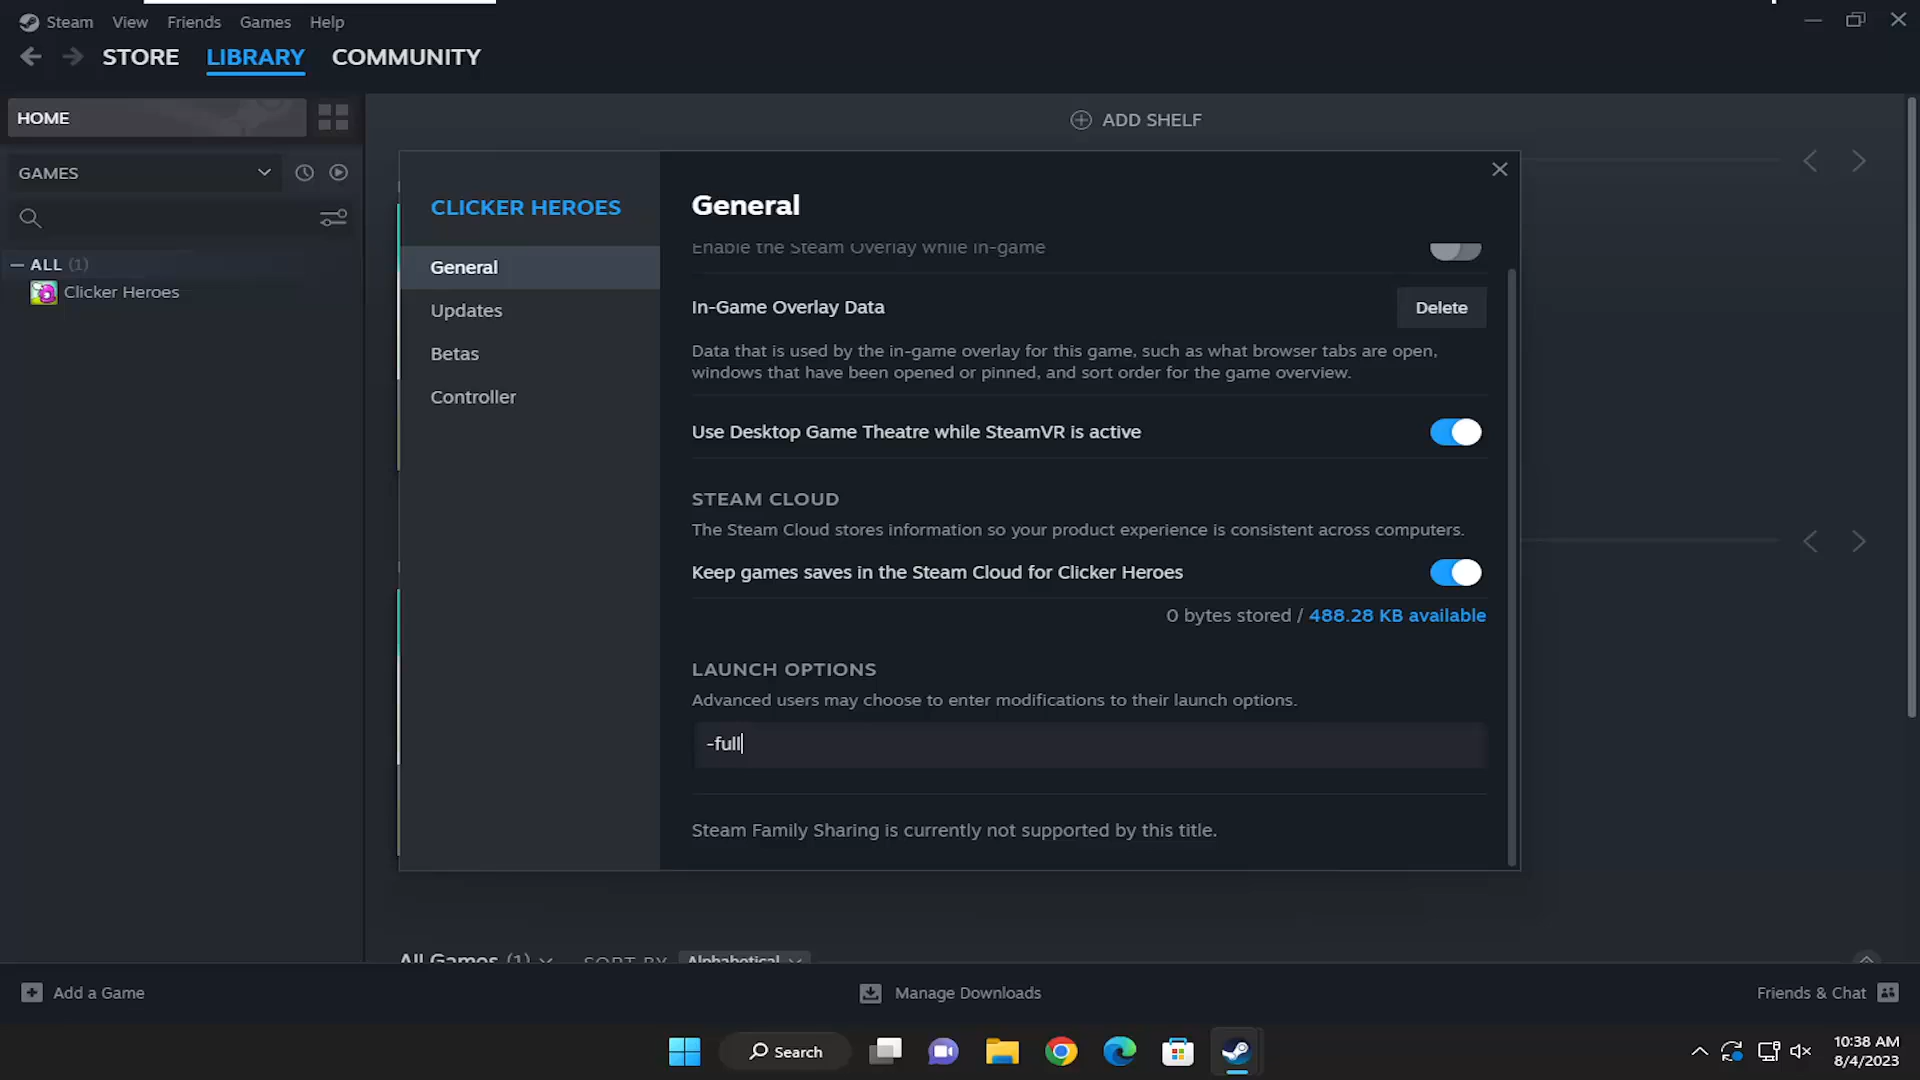 Steam View Friends Games Help
STORE LIBRARY COMMUNITY
HOME
ADD SHELF
GAMES
ALL (1)
Clicker Heroes
CLICKER HEROES
General
Updates
Betas
Controller
General
Enable the Steam Overlay while in-game
In-Game Overlay Data
Delete
Data that is used by the in-game overlay for this game, such as what browser tabs are open,
windows that have been opened or pinned, and sort order for the game overview.
Use Desktop Game Theatre while SteamVR is active
STEAM CLOUD
The Steam Cloud stores information so your product experience is consistent across computers.
Keep games saves in the Steam Cloud for Clicker Heroes
0 bytes stored / 488.28 KB available
LAUNCH OPTIONS
Advanced users may choose to enter modifications to their launch options.
-full
Steam Family Sharing is currently not supported by this title.
All Games (1) SORT BY Alphabetical
Add a Game
Manage Downloads
Friends & Chat
Search
10:38 AM
8/4/2023